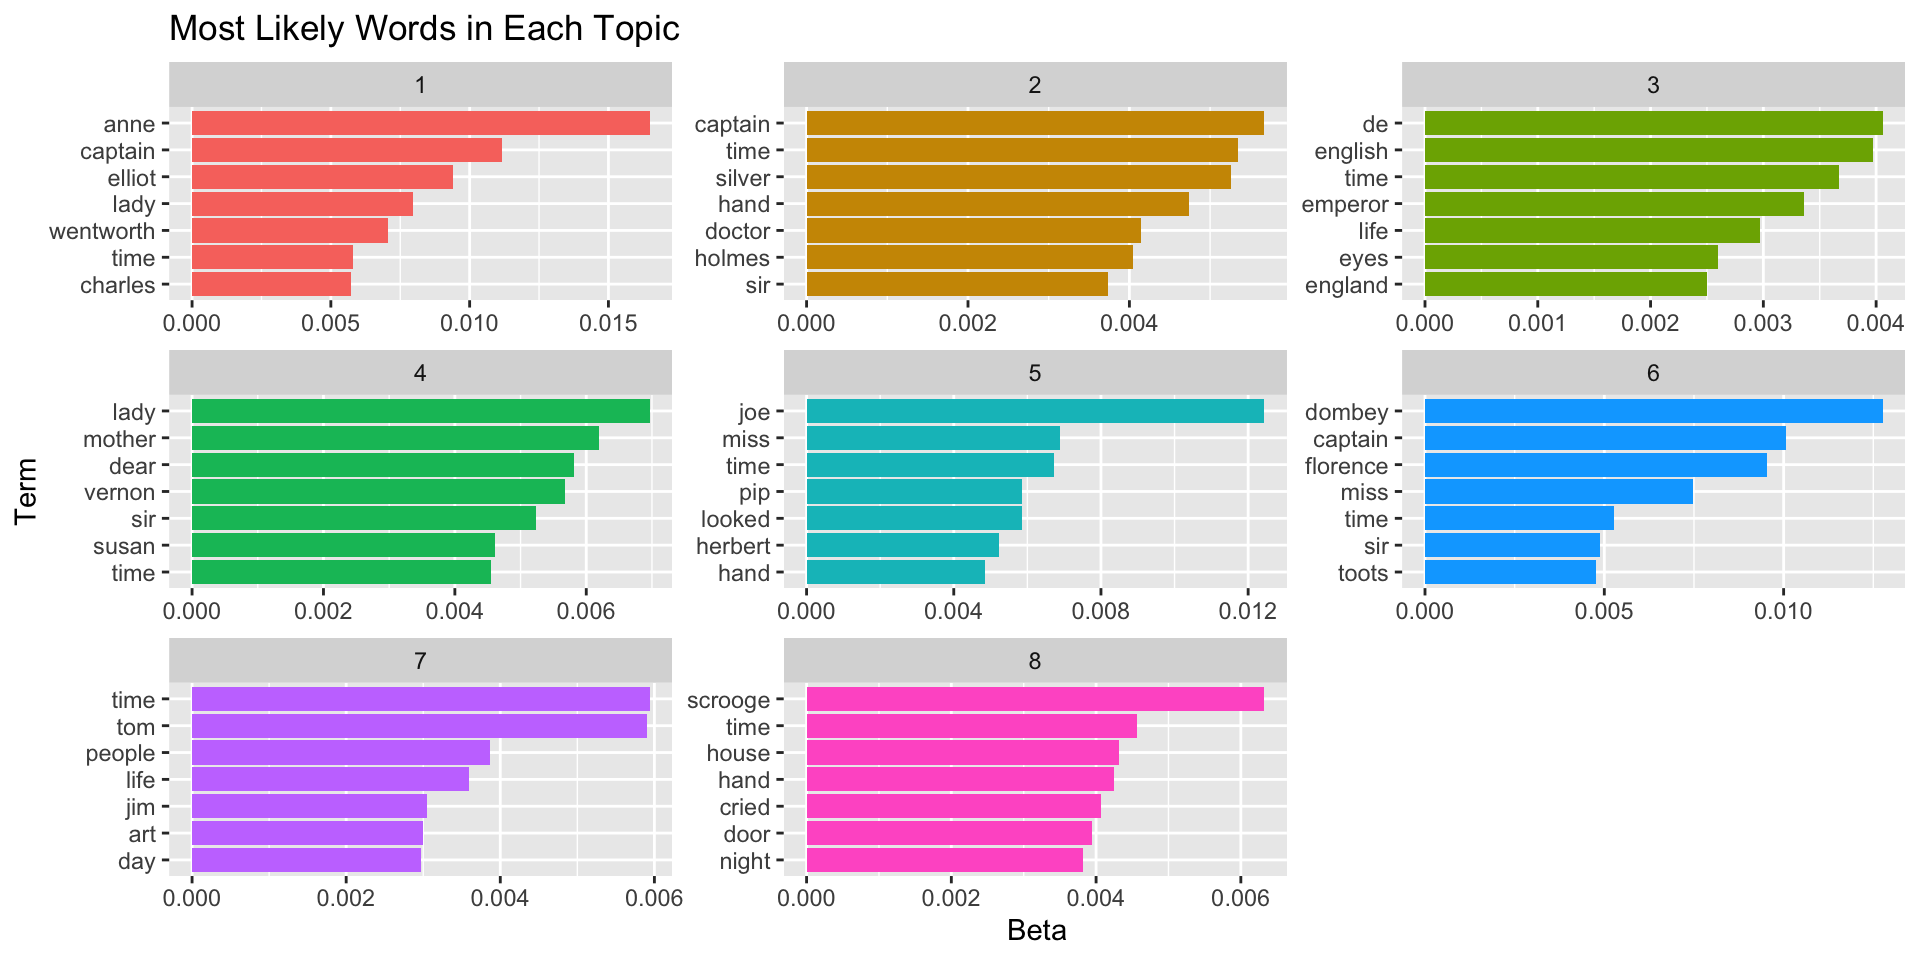 Most Likely Words in Each Topic
1
anne
captain
elliot
lady
wentworth
time
charles
0.000 0.005 0.010 0.015
2
captain
time
silver
hand
doctor
holmes
sir
0.000 0.002 0.004
3
de
english
time
emperor
life
eyes
england
0.000 0.001 0.002 0.003 0.004
Term
4
lady
mother
dear
vernon
sir
susan
time
0.000 0.002 0.004 0.006
5
joe
miss
time
pip
looked
herbert
hand
0.000 0.004 0.008 0.012
6
dombey
captain
florence
miss
time
sir
toots
0.000 0.005 0.010
7
time
tom
people
life
jim
art
day
0.000 0.002 0.004 0.006
8
scrooge
time
house
hand
cried
door
night
0.000 0.002 0.004 0.006
Beta